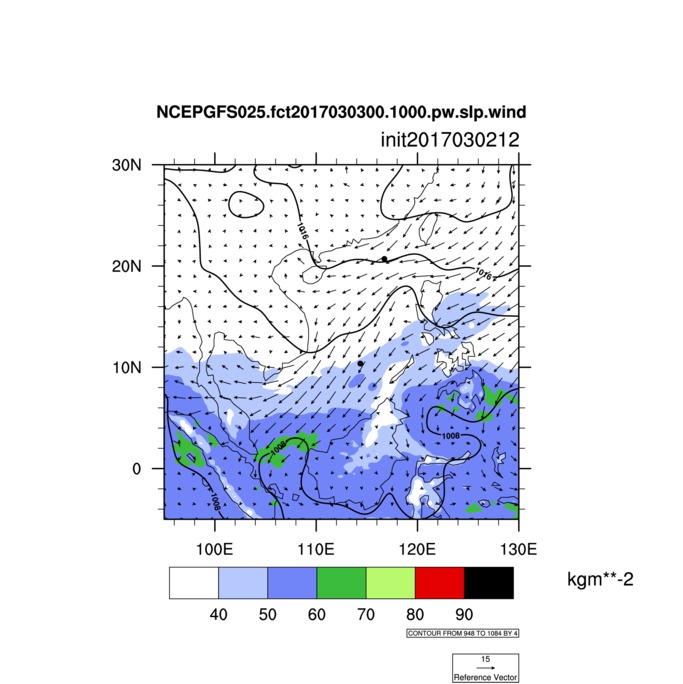 NCEPGFS025.fct2017030300.1000.pw.slp.wind
init2017030212
30N
1016
20N
1016
10N
1008
1008
0
1008
100E 110E 120E 130E
kgm**-2
40 50 60 70 80 90
CONTOUR FROM 948 TO 1084 BY 4
15
Reference Vector